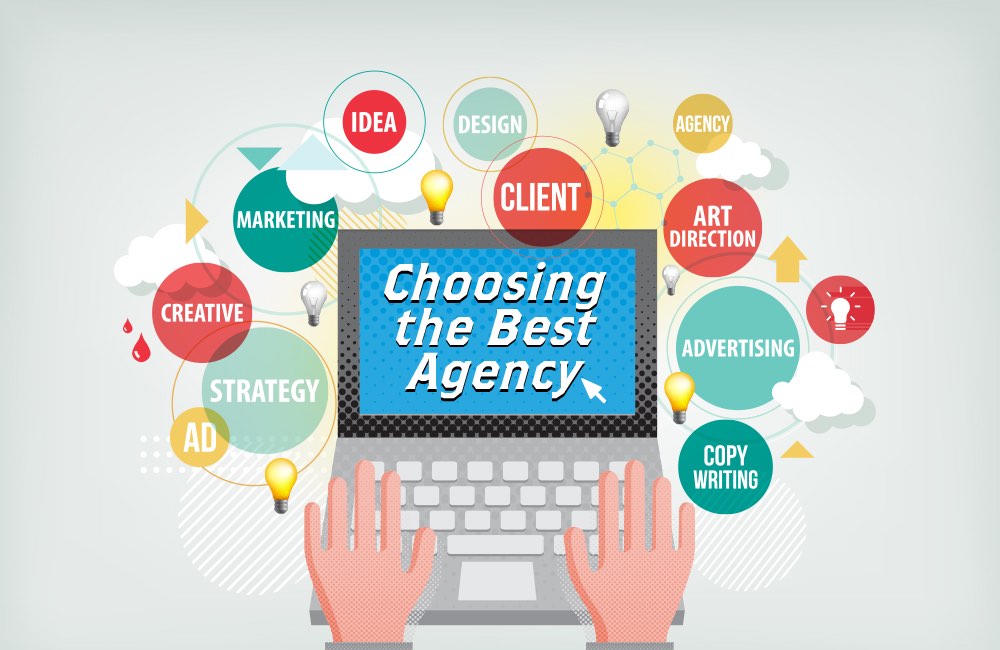 IDEA
DESIGN
AGENCY
CLIENT
MARKETING
ART
DIRECTION
CREATIVE
Choosing
the Best
Agency
ADVERTISING
STRATEGY
AD
COPY
WRITING